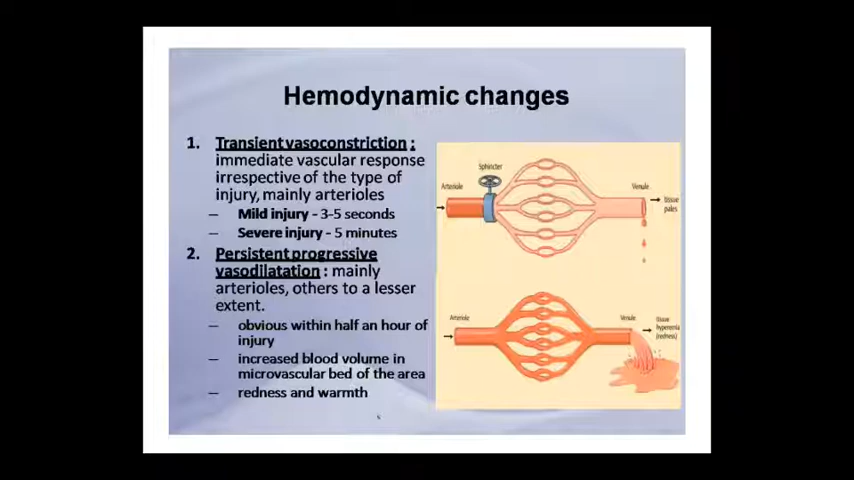 Hemodynamic changes
1. Transient vasoconstriction :
immediate vascular response
irrespective of the type of
injury, mainly arterioles
– Mild injury - 3-5 seconds
– Severe injury - 5 minutes
2. Persistent progressive
vasodilatation : mainly
arterioles, others to a lesser
extent.
– obvious within half an hour of
injury
– increased blood volume in
microvascular bed of the area
– redness and warmth
Sphincter
Arteriole
Venule
tissue
pales
Arteriole
Venule
tissue
hyperemia
(redness)